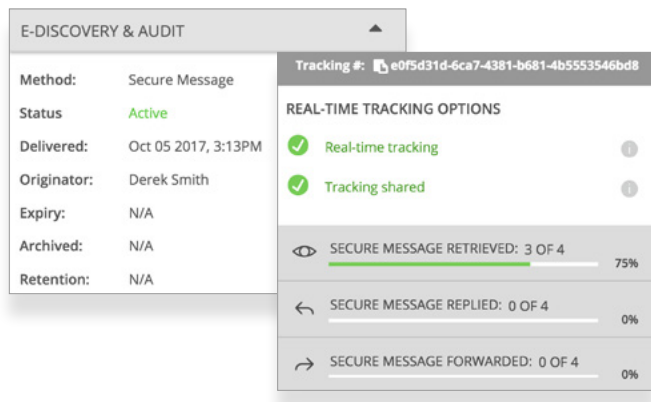 E-DISCOVERY & AUDIT
Method: Secure Message
Status Active
Delivered: Oct 05 2017, 3:13PM
Originator: Derek Smith
Expiry: N/A
Archived: N/A
Retention: N/A
Tracking #: e0f5d31d-6ca7-4381-b681-4b5553546bd8
REAL-TIME TRACKING OPTIONS
Real-time tracking
Tracking shared
SECURE MESSAGE RETRIEVED: 3 OF 4
75%
SECURE MESSAGE REPLIED: 0 OF 4
0%
SECURE MESSAGE FORWARDED: 0 OF 4
0%